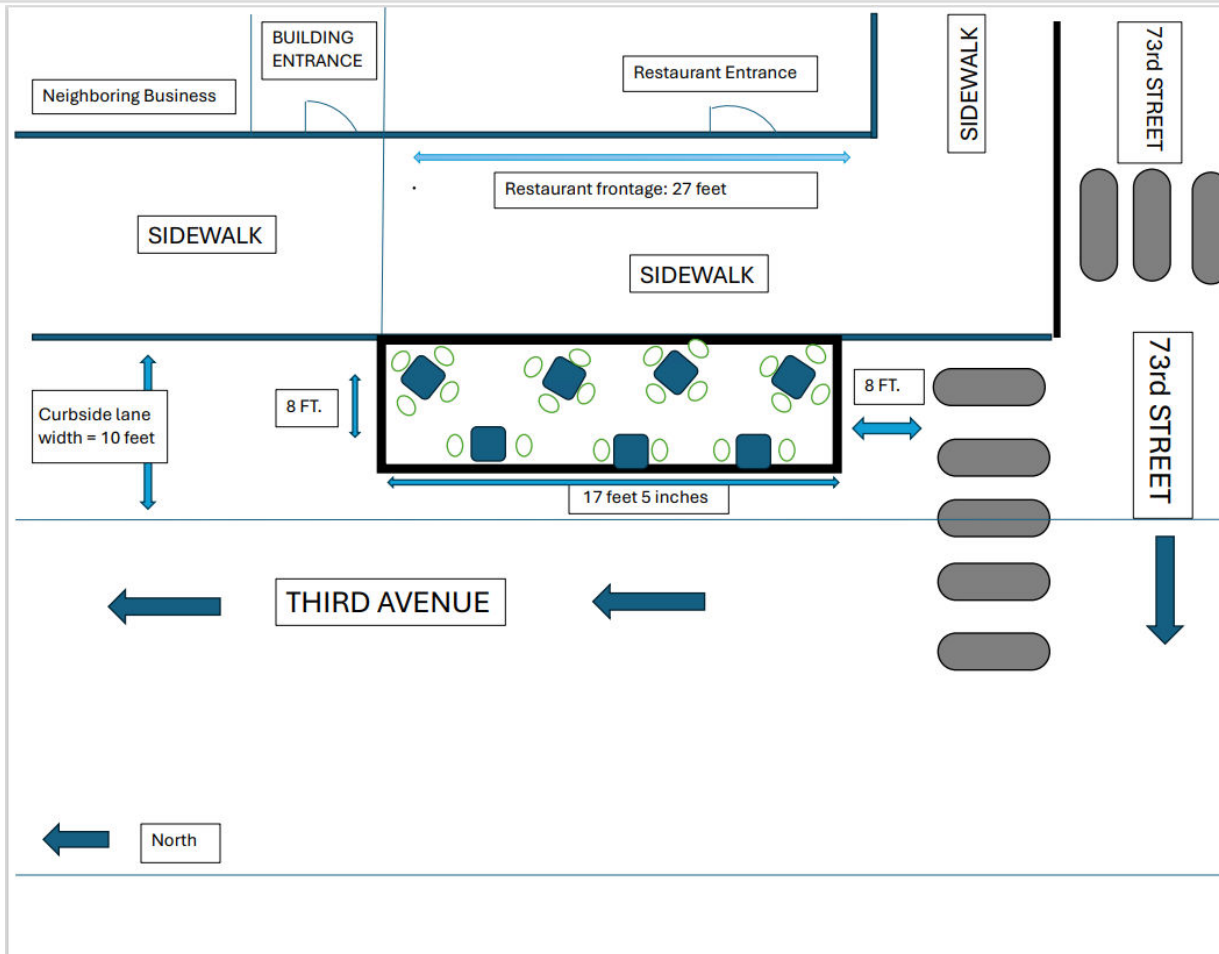 BUILDING
ENTRANCE
Neighboring Business
Restaurant Entrance
SIDEWALK
73rd STREET
Restaurant frontage: 27 feet
SIDEWALK
SIDEWALK
73rd STREET
Curbside lane
width = 10 feet
8 FT.
8 FT.
17 feet 5 inches
THIRD AVENUE
North